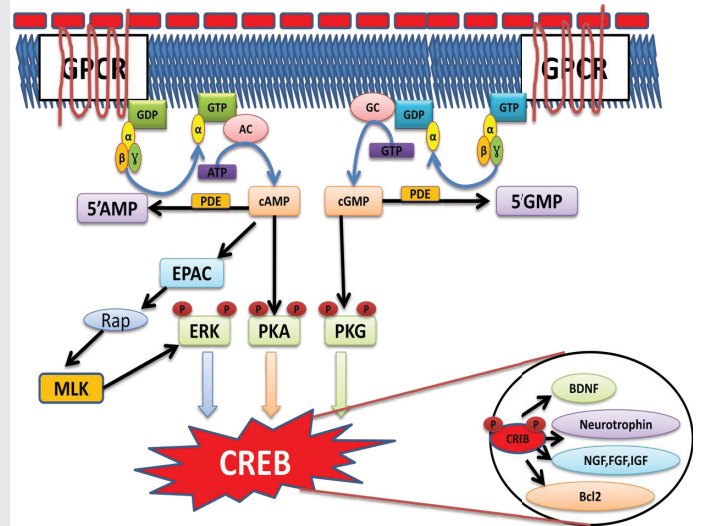 GPCR
GPCR
GDP
GTP
α
AC
ATP
α
β
Ɣ
GC
GDP
GTP
α
GTP
α
β
Ɣ
5'AMP
PDE
cAMP
cGMP
PDE
5'GMP
EPAC
Rap
MLK
P
P
ERK
P
P
PKA
P
P
PKG
CREB
P
P
CREB
BDNF
Neurotrophin
NGF,FGF,IGF
Bcl2